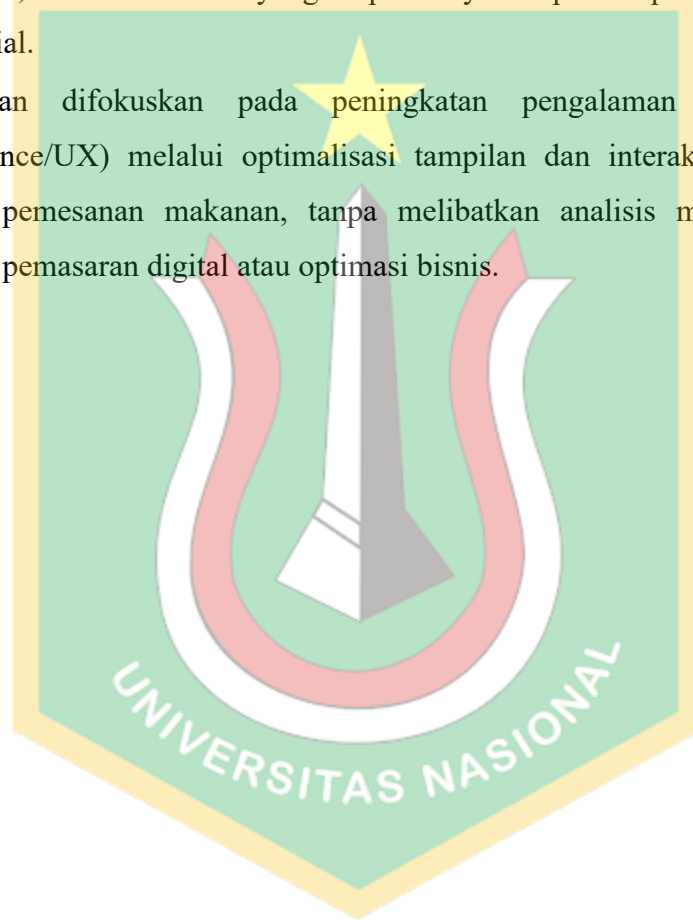 ial.
an difokuskan pada peningkatan pengalaman
nce/UX) melalui optimalisasi tampilan dan interak
pemesanan makanan, tanpa melibatkan analisis m
pemasaran digital atau optimasi bisnis.
UNIVERSITAS NASIONAL